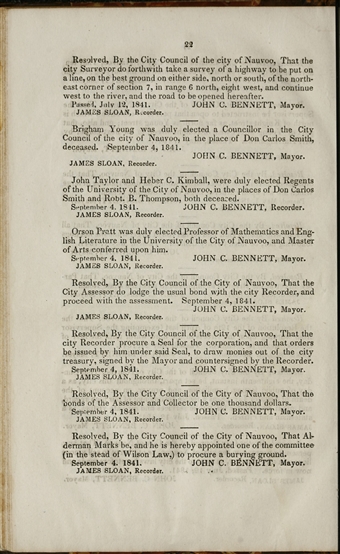 22
Resolved, By the City Council of the city of Nauvoo, That the
city Surveyor do forthwith take a survey of a highway to be put on
a line, on the best ground on either side, north or south, of the north-
east corner of section 7, in range 6 north, eight west, and continue
west to the river, and the road to be opened hereafter.
Passed, July 12, 1841. JOHN C. BENNETT, Mayor.
JAMES SLOAN, Recorder.
Brigham Young was duly elected a Councillor in the City
Council of the city of Nauvoo, in the place of Don Carlos Smith,
deceased. September 4, 1841.
JOHN C. BENNETT, Mayor.
JAMES SLOAN, Recorder.
John Taylor and Heber C. Kimball, were duly elected Regents
of the University of the City of Nauvoo, in the places of Don Carlos
Smith and Robt. B. Thompson, both deceased.
September 4, 1841. JOHN C. BENNETT, Recorder.
JAMES SLOAN, Recorder.
Orson Pratt was duly elected Professor of Mathematics and Eng-
lish Literature in the University of the City of Nauvoo, and Master
of Arts conferred upon him.
September 4, 1841. JOHN C. BENNETT, Mayor.
JAMES SLOAN, Recorder.
Resolved, By the City Council of the City of Nauvoo, That the
City Assessor do lodge the usual bond with the city Recorder, and
proceed with the assessment. September 4, 1841.
JOHN C. BENNETT, Mayor.
JAMES SLOAN, Recorder.
Resolved, By the City Council of the City of Nauvoo, That the
city Recorder procure a Seal for the corporation, and that orders
be issued by him under said Seal, to draw monies out of the city
treasury, signed by the Mayor and countersigned by the Recorder.
September 4, 1841. JOHN C. BENNETT, Mayor.
JAMES SLOAN, Recorder.
Resolved, By the City Council of the City of Nauvoo, That the
bonds of the Assessor and Collector be one thousand dollars.
September 4, 1841. JOHN C. BENNETT, Mayor.
JAMES SLOAN, Recorder.
Resolved, By the City Council of the City of Nauvoo, That Al-
derman Marks be, and he is hereby appointed one of the committee
(in the stead of Wilson Law,) to procure a burying ground.
September 4. 1841. JOHN C. BENNETT, Mayor.
JAMES SLOAN, Recorder.